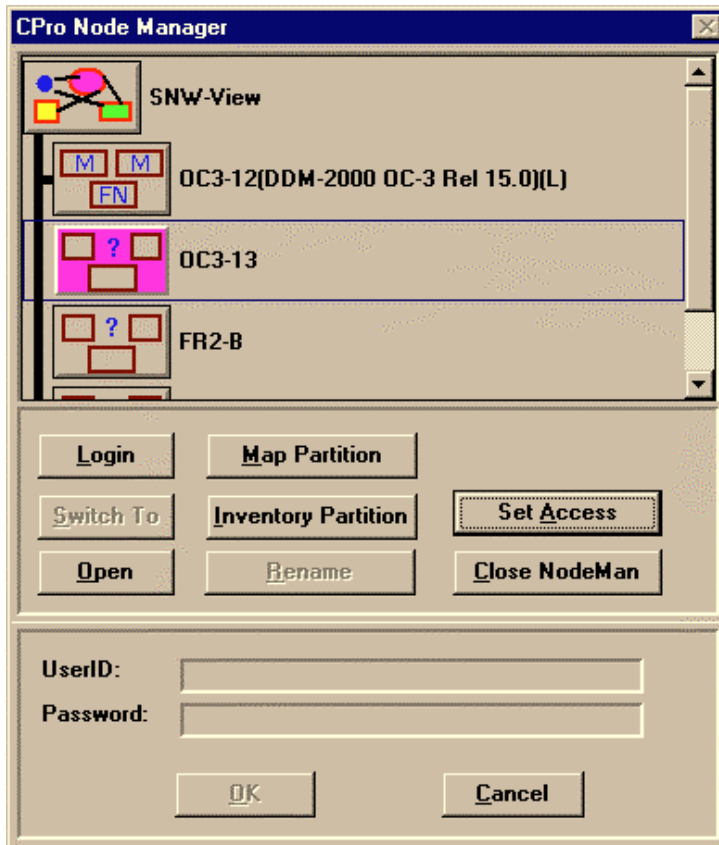 CPro Node Manager
SNW-View
M M
FN
OC3-12(DDM-2000 OC-3 Rel 15.0)(L)
?
OC3-13
?
FR2-B
Login
Map Partition
Switch To
Inventory Partition
Set Access
Open
Rename
Close NodeMan
UserID:
Password:
OK
Cancel